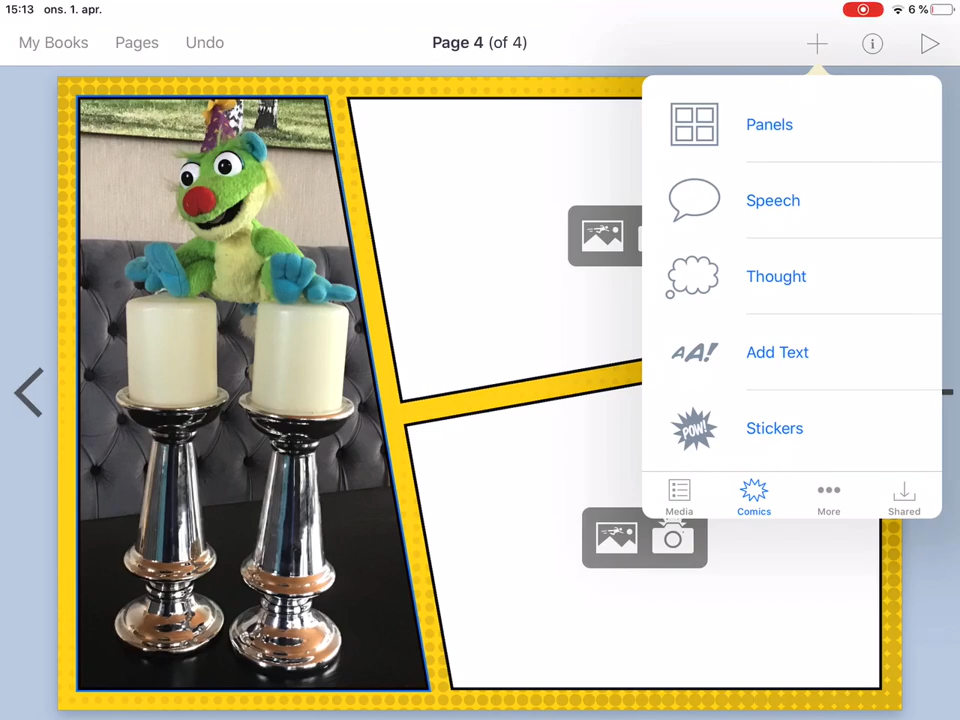 15:13 ons. 1. apr. 6 %
My Books Pages Undo Page 4 (of 4)
Panels
Speech
Thought
AA! Add Text
POW! Stickers
Media Comics More Shared